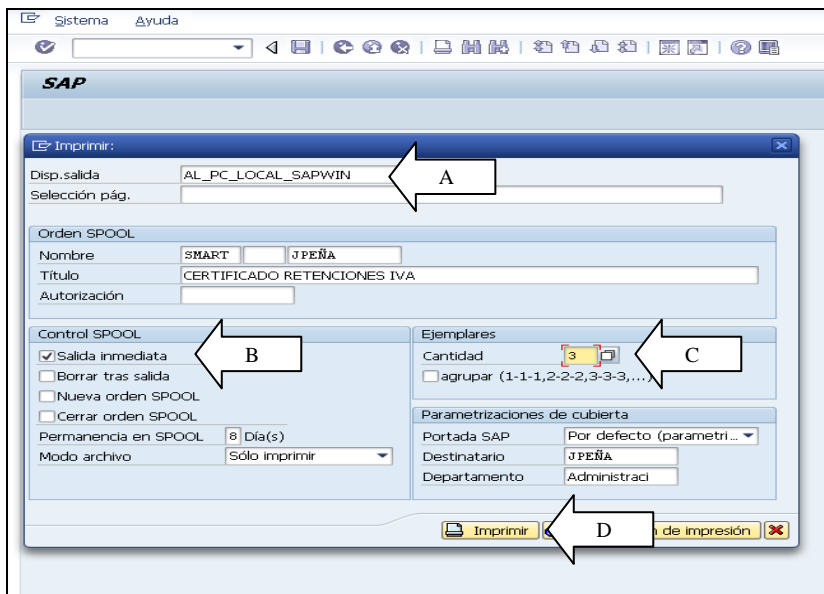 Sistema Ayuda
SAP
Imprimir:
Disp.salida AL_PC_LOCAL_SAPWIN A
Selección pág.
Orden SPOOL
Nombre SMART JPEÑA
Título CERTIFICADO RETENCIONES IVA
Autorización
Control SPOOL
Salida inmediata B
Borrar tras salida
Nueva orden SPOOL
Cerrar orden SPOOL
Permanencia en SPOOL 8 Día(s)
Modo archivo Sólo imprimir
Ejemplares
Cantidad 3 C
agrupar (1-1-1,2-2-2,3-3-3,...)
Parametrizaciones de cubierta
Portada SAP Por defecto (parametri...
Destinatario JPEÑA
Departamento Administraci
Imprimir D de impresión